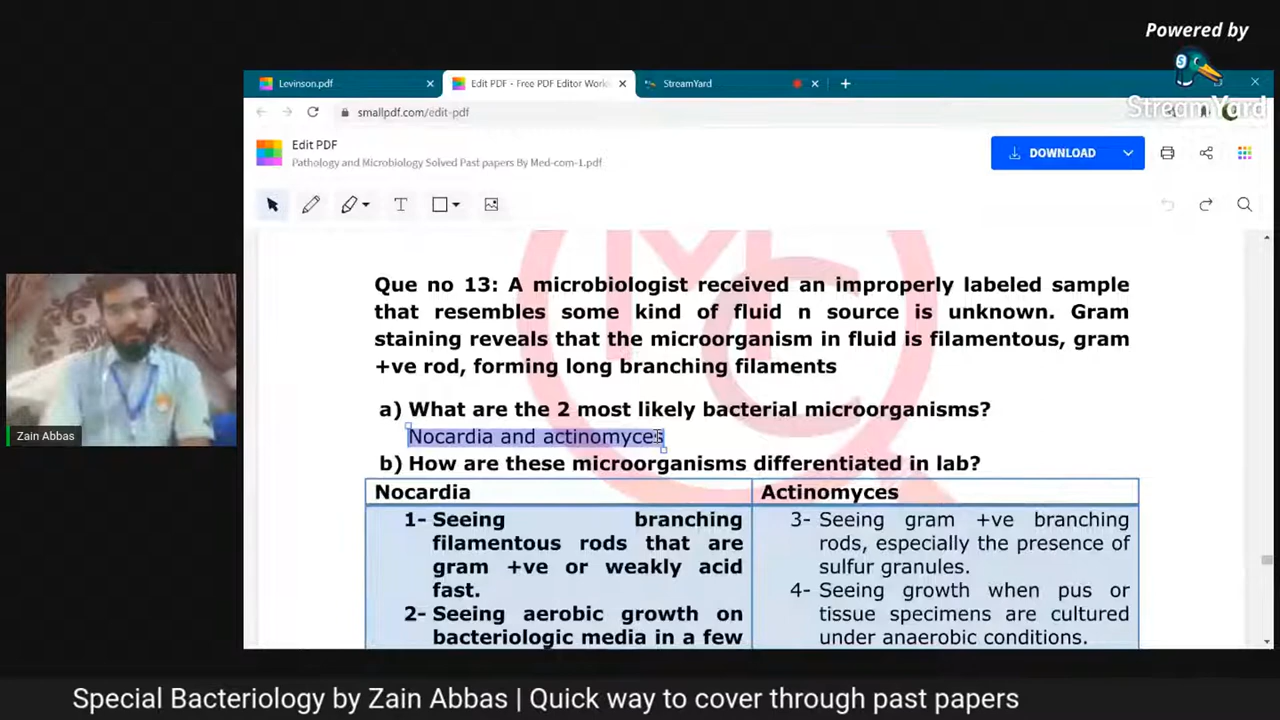 Powered by
StreamYard
Levinson.pdf
Edit PDF - Free PDF Editor Work
StreamYard
smallpdf.com/edit-pdf
Edit PDF
Pathology and Microbiology Solved Past papers By Med-com-1.pdf
DOWNLOAD
Que no 13: A microbiologist received an improperly labeled sample
that resembles some kind of fluid n source is unknown. Gram
staining reveals that the microorganism in fluid is filamentous, gram
+ve rod, forming long branching filaments
a) What are the 2 most likely bacterial microorganisms?
Nocardia and actinomyces
b) How are these microorganisms differentiated in lab?
Nocardia
Actinomyces
1- Seeing branching
filamentous rods that are
gram +ve or weakly acid
fast.
2- Seeing aerobic growth on
bacteriologic media in a few
3- Seeing gram +ve branching
rods, especially the presence of
sulfur granules.
4- Seeing growth when pus or
tissue specimens are cultured
under anaerobic conditions.
Zain Abbas
Special Bacteriology by Zain Abbas | Quick way to cover through past papers